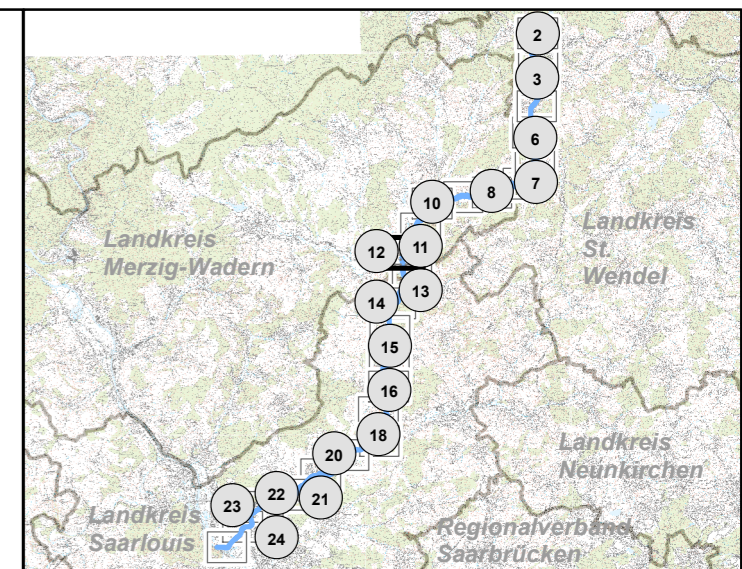 2
3
6
7
8
10
Landkreis
St.
Wendel
Landkreis
Merzig-Wadern
11
12
13
14
15
16
18
Landkreis
Neunkirchen
20
22
21
23
Landkreis
Saarlouis
24
Regionalverband
Saarbrücken